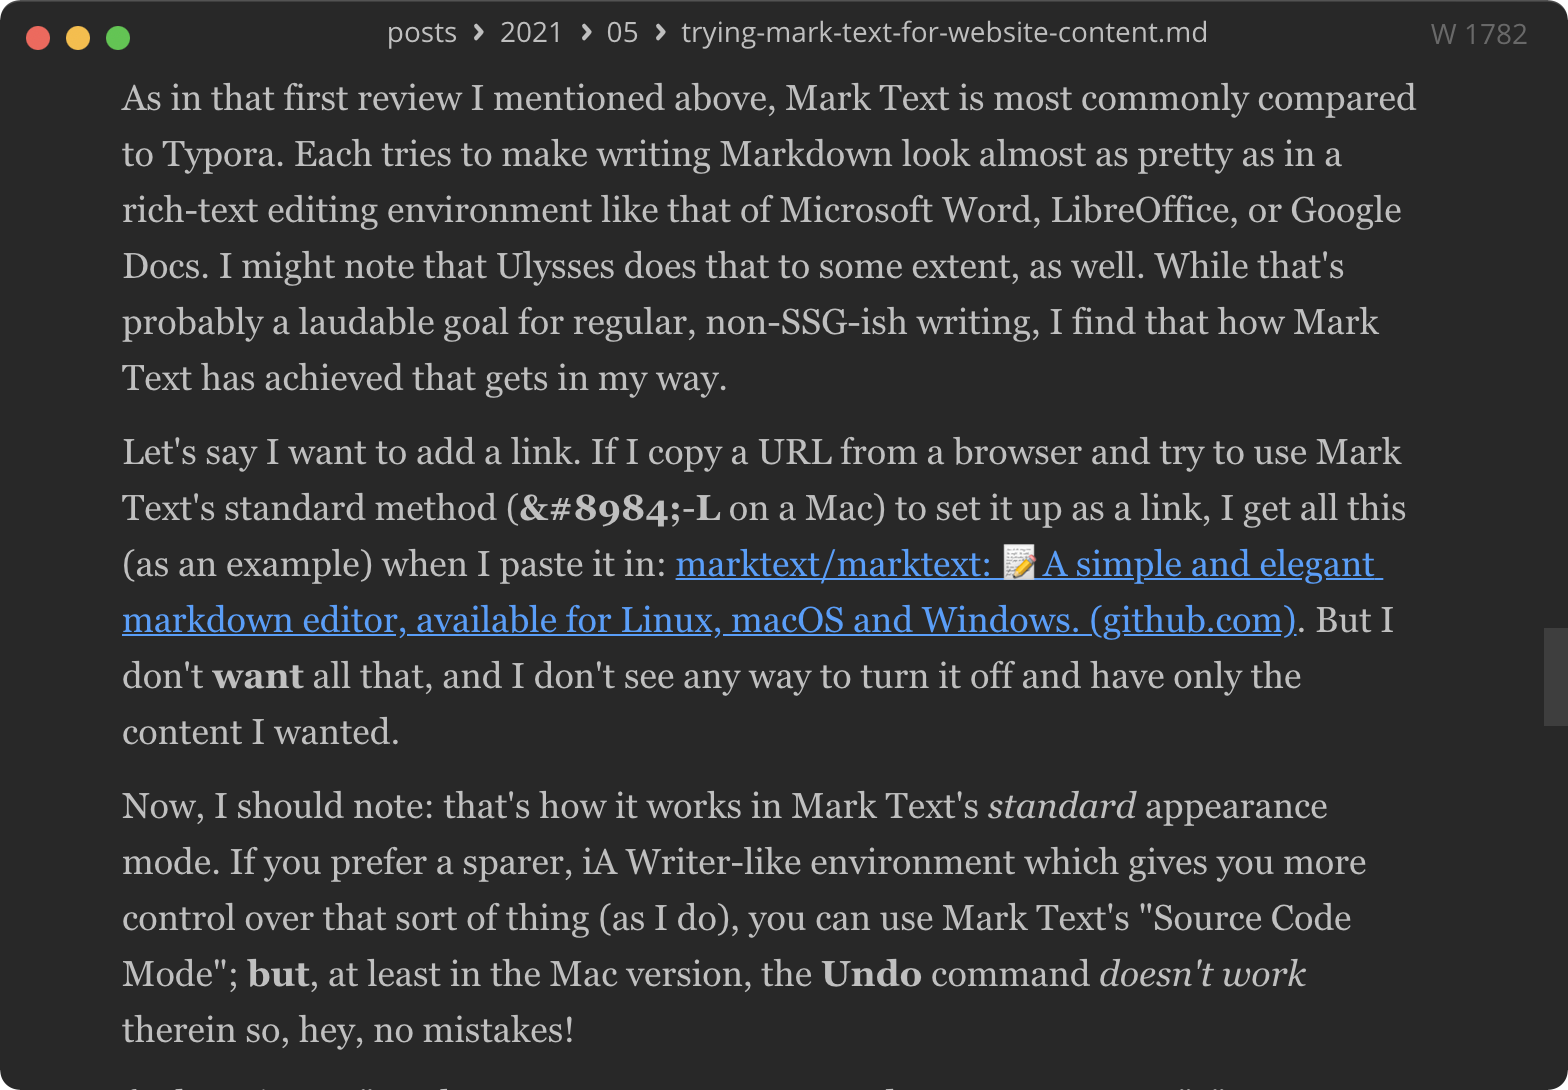 posts › 2021 › 05 › trying-mark-text-for-website-content.md
W 1782
As in that first review I mentioned above, Mark Text is most commonly compared
to Typora. Each tries to make writing Markdown look almost as pretty as in a
rich-text editing environment like that of Microsoft Word, LibreOffice, or Google
Docs. I might note that Ulysses does that to some extent, as well. While that's
probably a laudable goal for regular, non-SSG-ish writing, I find that how Mark
Text has achieved that gets in my way.
Let's say I want to add a link. If I copy a URL from a browser and try to use Mark
Text's standard method (&#8984;-L on a Mac) to set it up as a link, I get all this
(as an example) when I paste it in: marktext/marktext: 📝 A simple and elegant
markdown editor, available for Linux, macOS and Windows. (github.com). But I
don't want all that, and I don't see any way to turn it off and have only the
content I wanted.
Now, I should note: that's how it works in Mark Text's standard appearance
mode. If you prefer a sparer, iA Writer-like environment which gives you more
control over that sort of thing (as I do), you can use Mark Text's "Source Code
Mode"; but, at least in the Mac version, the Undo command doesn't work
therein so, hey, no mistakes!